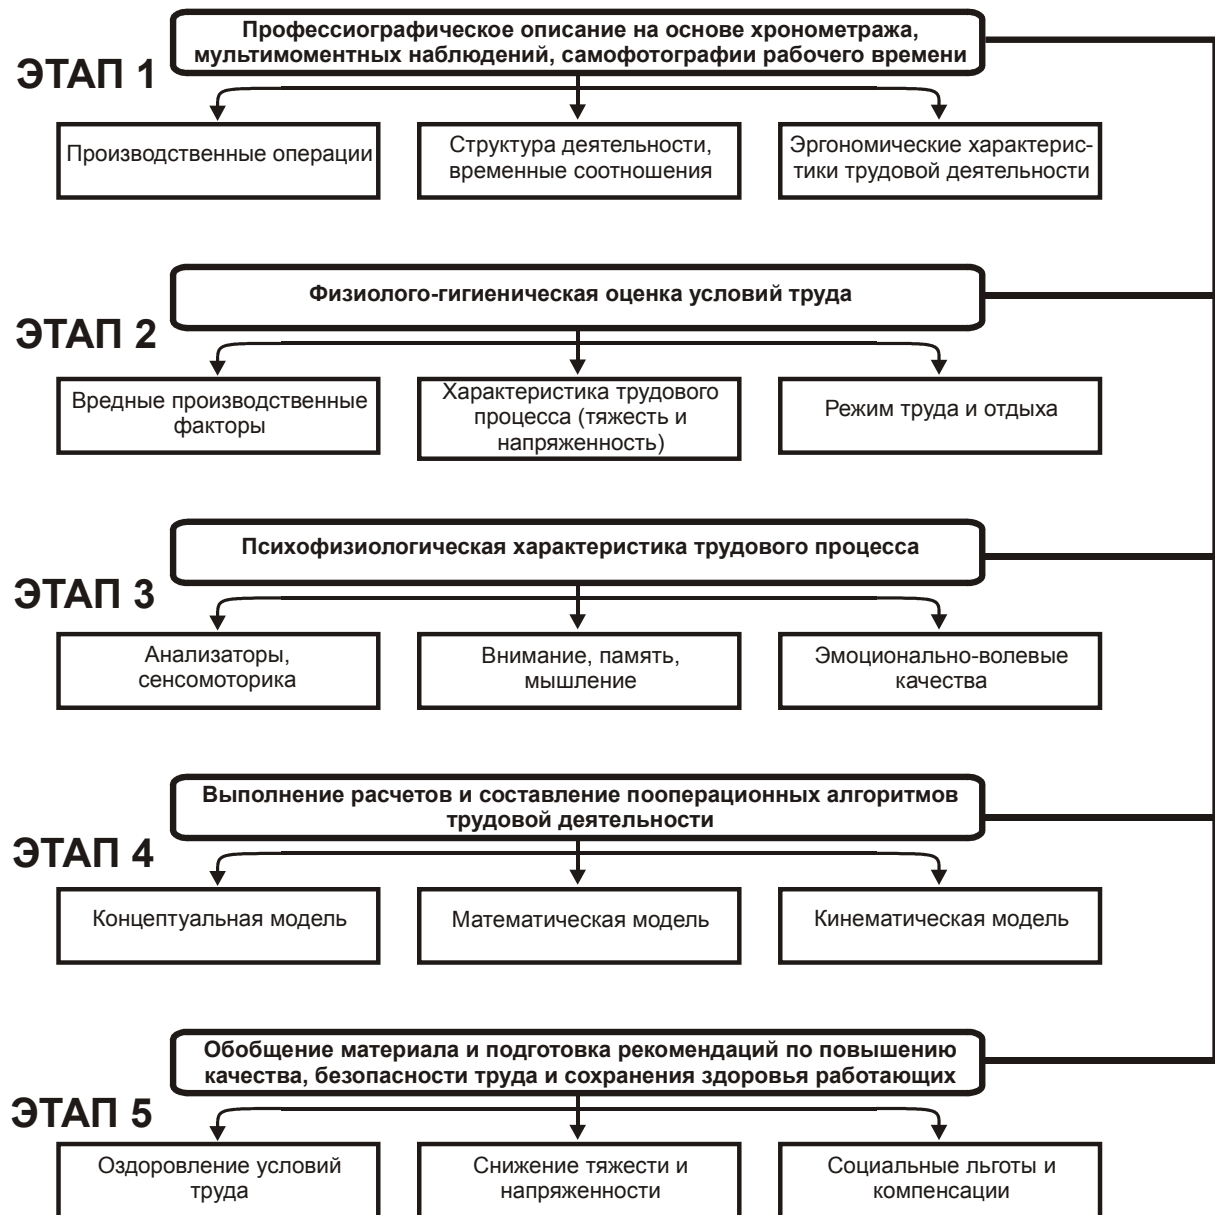 Профессиографическое описание на основе хронометража,
мультимоментных наблюдений, самофотографии рабочего времени
ЭТАП 1
Производственные операции
Структура деятельности,
временные соотношения
Эргономические характерис-
тики трудовой деятельности
Физиолого-гигиеническая оценка условий труда
ЭТАП 2
Вредные производственные
факторы
Характеристика трудового
процесса (тяжесть и
напряженность)
Режим труда и отдыха
Психофизиологическая характеристика трудового процесса
ЭТАП 3
Анализаторы,
сенсомоторика
Внимание, память,
мышление
Эмоционально-волевые
качества
Выполнение расчетов и составление пооперационных алгоритмов
трудовой деятельности
ЭТАП 4
Концептуальная модель
Математическая модель
Кинематическая модель
Обобщение материала и подготовка рекомендаций по повышению
качества, безопасности труда и сохранения здоровья работающих
ЭТАП 5
Оздоровление условий
труда
Снижение тяжести и
напряженности
Социальные льготы и
компенсации